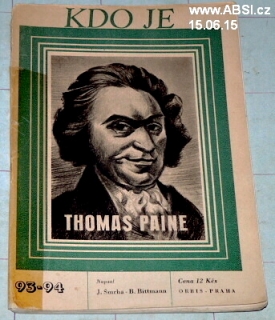 KDO JE
www.ABSI.cz
15.06.15
THOMAS PAINE
93-94
Napsal
J. Smrha - B. Bittmann
Cena 12 Kčs
ORBIS - PRAHA